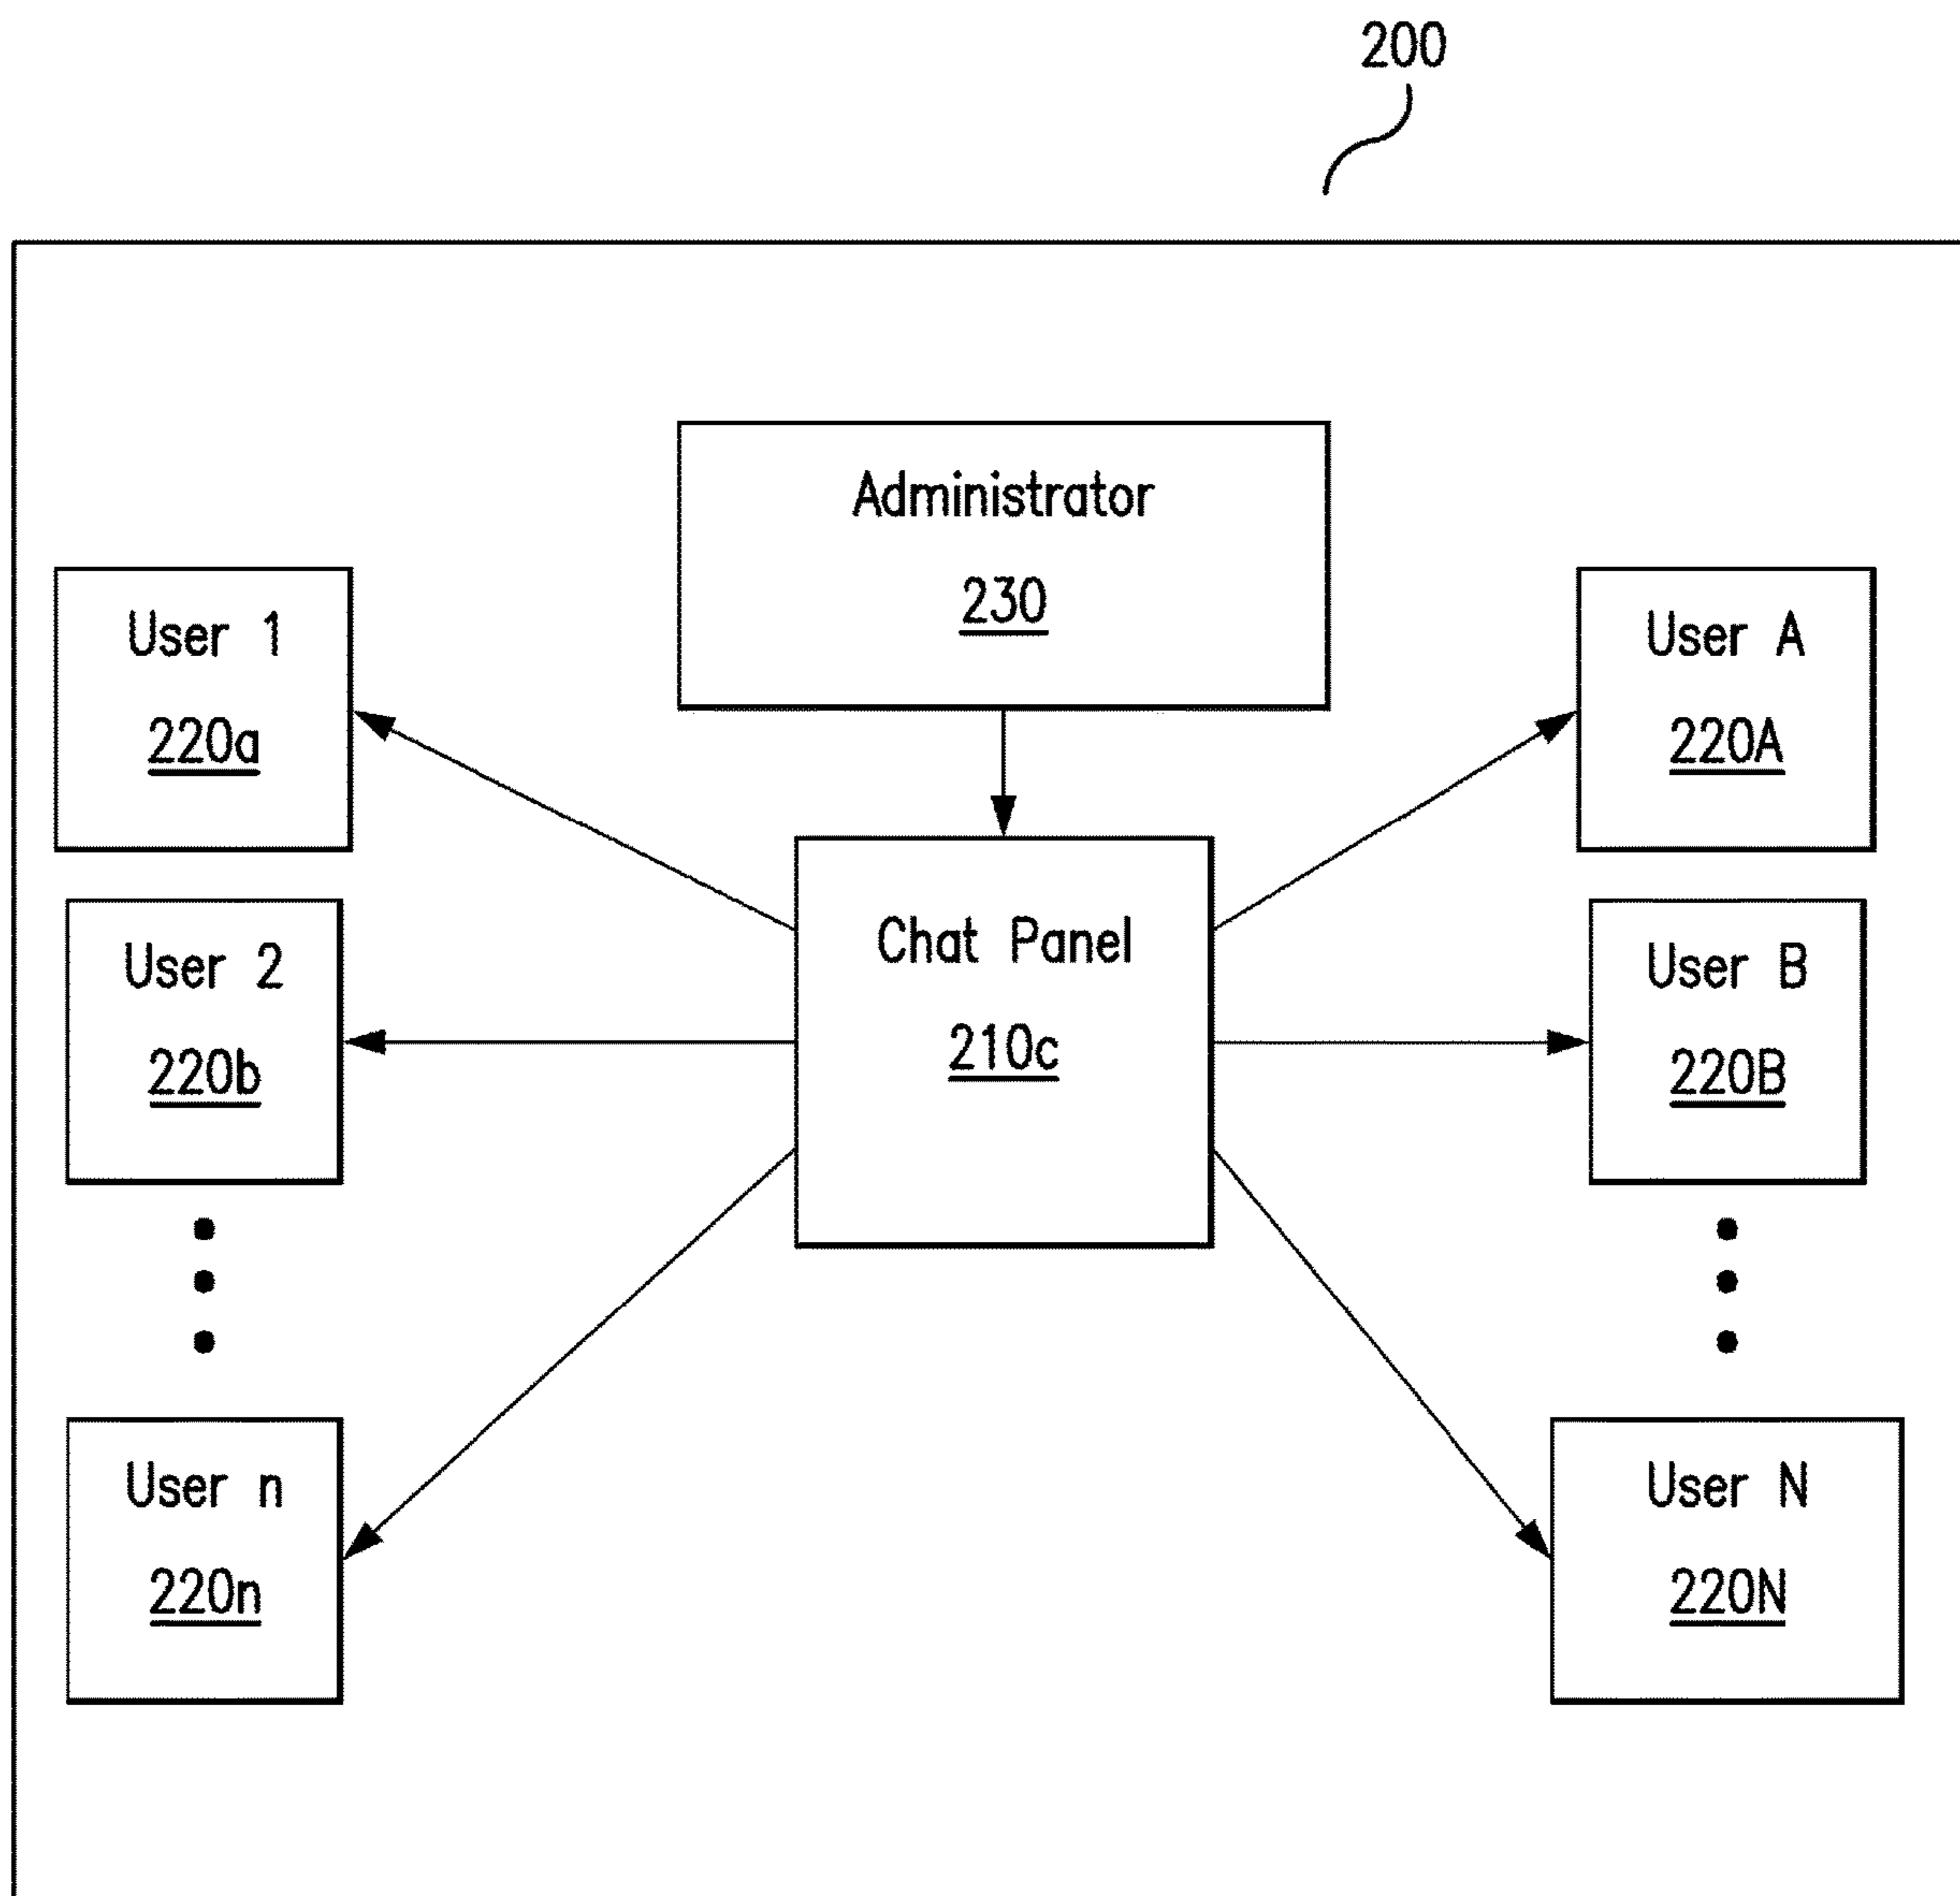 200
Administrator
230
User 1
220a
User A
220A
Chat Panel
210c
User 2
220b
User B
220B
User n
220n
User N
220N